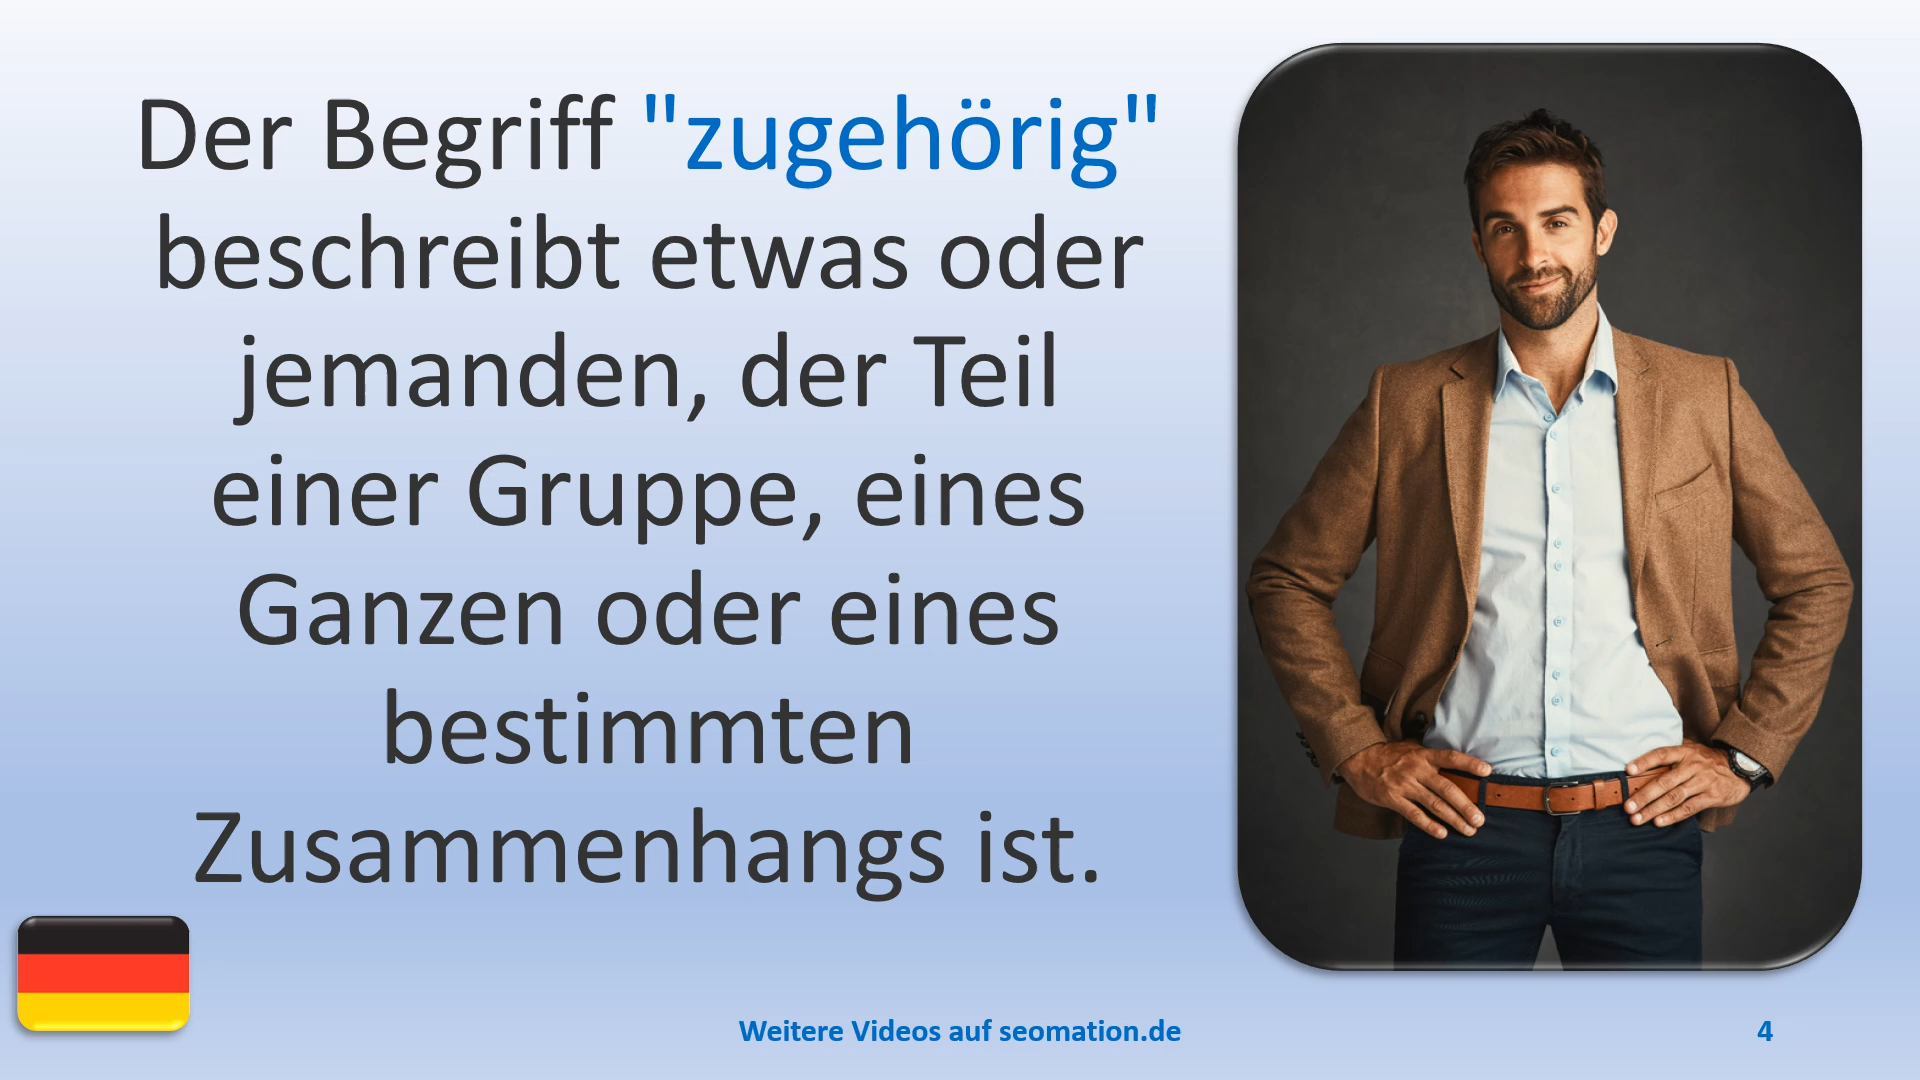 Der Begriff "zugehörig"
beschreibt etwas oder
jemanden, der Teil
einer Gruppe, eines
Ganzen oder eines
bestimmten
Zusammenhangs ist.
Weitere Videos auf seomation.de
4